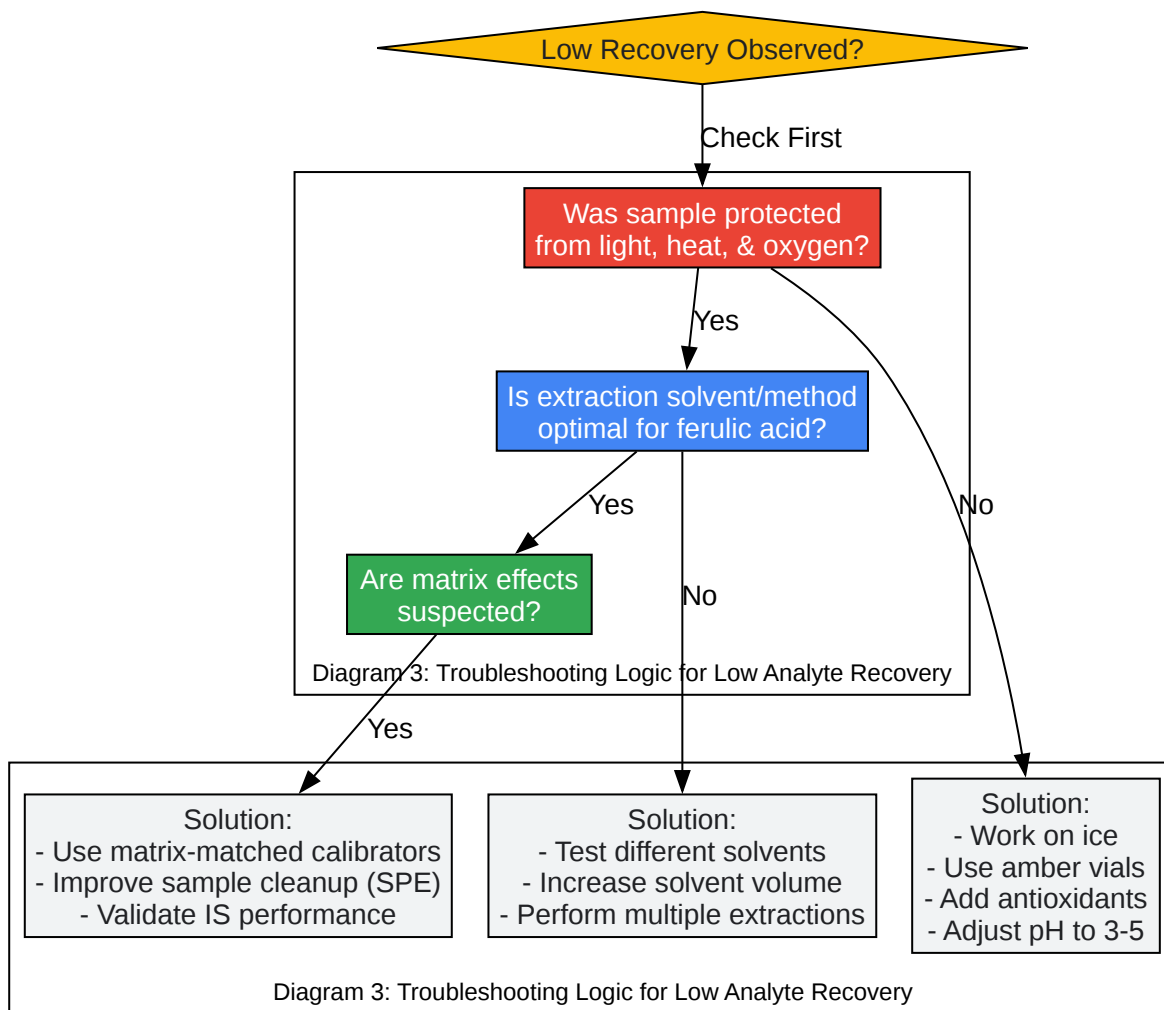 Low Recovery Observed?
Check First
Was sample protected
from light, heat, & oxygen?
Yes
Is extraction solvent/method
optimal for ferulic acid?
Yes
No
Are matrix effects
suspected?
No
Diagram 3: Troubleshooting Logic for Low Analyte Recovery
Yes
Solution:
- Use matrix-matched calibrators
- Improve sample cleanup (SPE)
- Validate IS performance
Solution:
- Test different solvents
- Increase solvent volume
- Perform multiple extractions
Solution:
- Work on ice
- Use amber vials
- Add antioxidants
- Adjust pH to 3-5
Diagram 3: Troubleshooting Logic for Low Analyte Recovery